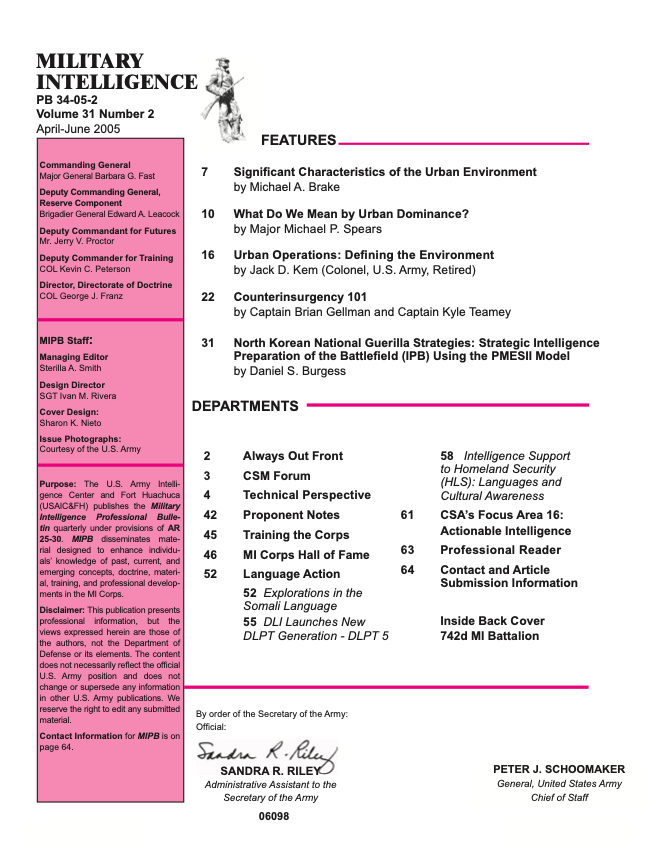 MILITARY
INTELLIGENCE
PB 34-05-2
Volume 31 Number 2
April-June 2005
Commanding General
Major General Barbara G. Fast
Deputy Commanding General,
Reserve Component
Brigadier General Edward A. Leacock
Deputy Commandant for Futures
Mr. Jerry V. Proctor
Deputy Commander for Training
COL Kevin C. Peterson
Director, Directorate of Doctrine
COL George J. Franz
MIPB Staff:
Managing Editor
Sterilla A. Smith
Design Director
SGT Ivan M. Rivera
Cover Design:
Sharon K. Nieto
Issue Photographs:
Courtesy of the U.S. Army
Purpose: The U.S. Army Intelli-
gence Center and Fort Huachuca
(USAIC&FH) publishes the Military
Intelligence Professional Bulle-
tin quarterly under provisions of AR
25-30. MIPB disseminates mate-
rial designed to enhance individu-
als' knowledge of past, current, and
emerging concepts, doctrine, materi-
al, training, and professional develop-
ments in the MI Corps.
Disclaimer: This publication presents
professional information, but the
views expressed herein are those of
the authors, not the Department of
Defense or its elements. The content
does not necessarily reflect the official
U.S. Army position and does not
change or supersede any information
in other U.S. Army publications. We
reserve the right to edit any submitted
material.
Contact Information for MIPB is on
page 64.
FEATURES
7 Significant Characteristics of the Urban Environment
by Michael A. Brake
10 What Do We Mean by Urban Dominance?
by Major Michael P. Spears
16 Urban Operations: Defining the Environment
by Jack D. Kem (Colonel, U.S. Army, Retired)
22 Counterinsurgency 101
by Captain Brian Gellman and Captain Kyle Teamey
31 North Korean National Guerilla Strategies: Strategic Intelligence
Preparation of the Battlefield (IPB) Using the PMESII Model
by Daniel S. Burgess
DEPARTMENTS
2 Always Out Front
3 CSM Forum
4 Technical Perspective
42 Proponent Notes
45 Training the Corps
46 MI Corps Hall of Fame
52 Language Action
52 Explorations in the
Somali Language
55 DLI Launches New
DLPT Generation - DLPT 5
58 Intelligence Support
to Homeland Security
(HLS): Languages and
Cultural Awareness
61 CSA's Focus Area 16:
Actionable Intelligence
63 Professional Reader
64 Contact and Article
Submission Information
Inside Back Cover
742d MI Battalion
By order of the Secretary of the Army:
Official:
Sandra R. Riley
SANDRA R. RILEY
Administrative Assistant to the
Secretary of the Army
06098
PETER J. SCHOOMAKER
General, United States Army
Chief of Staff